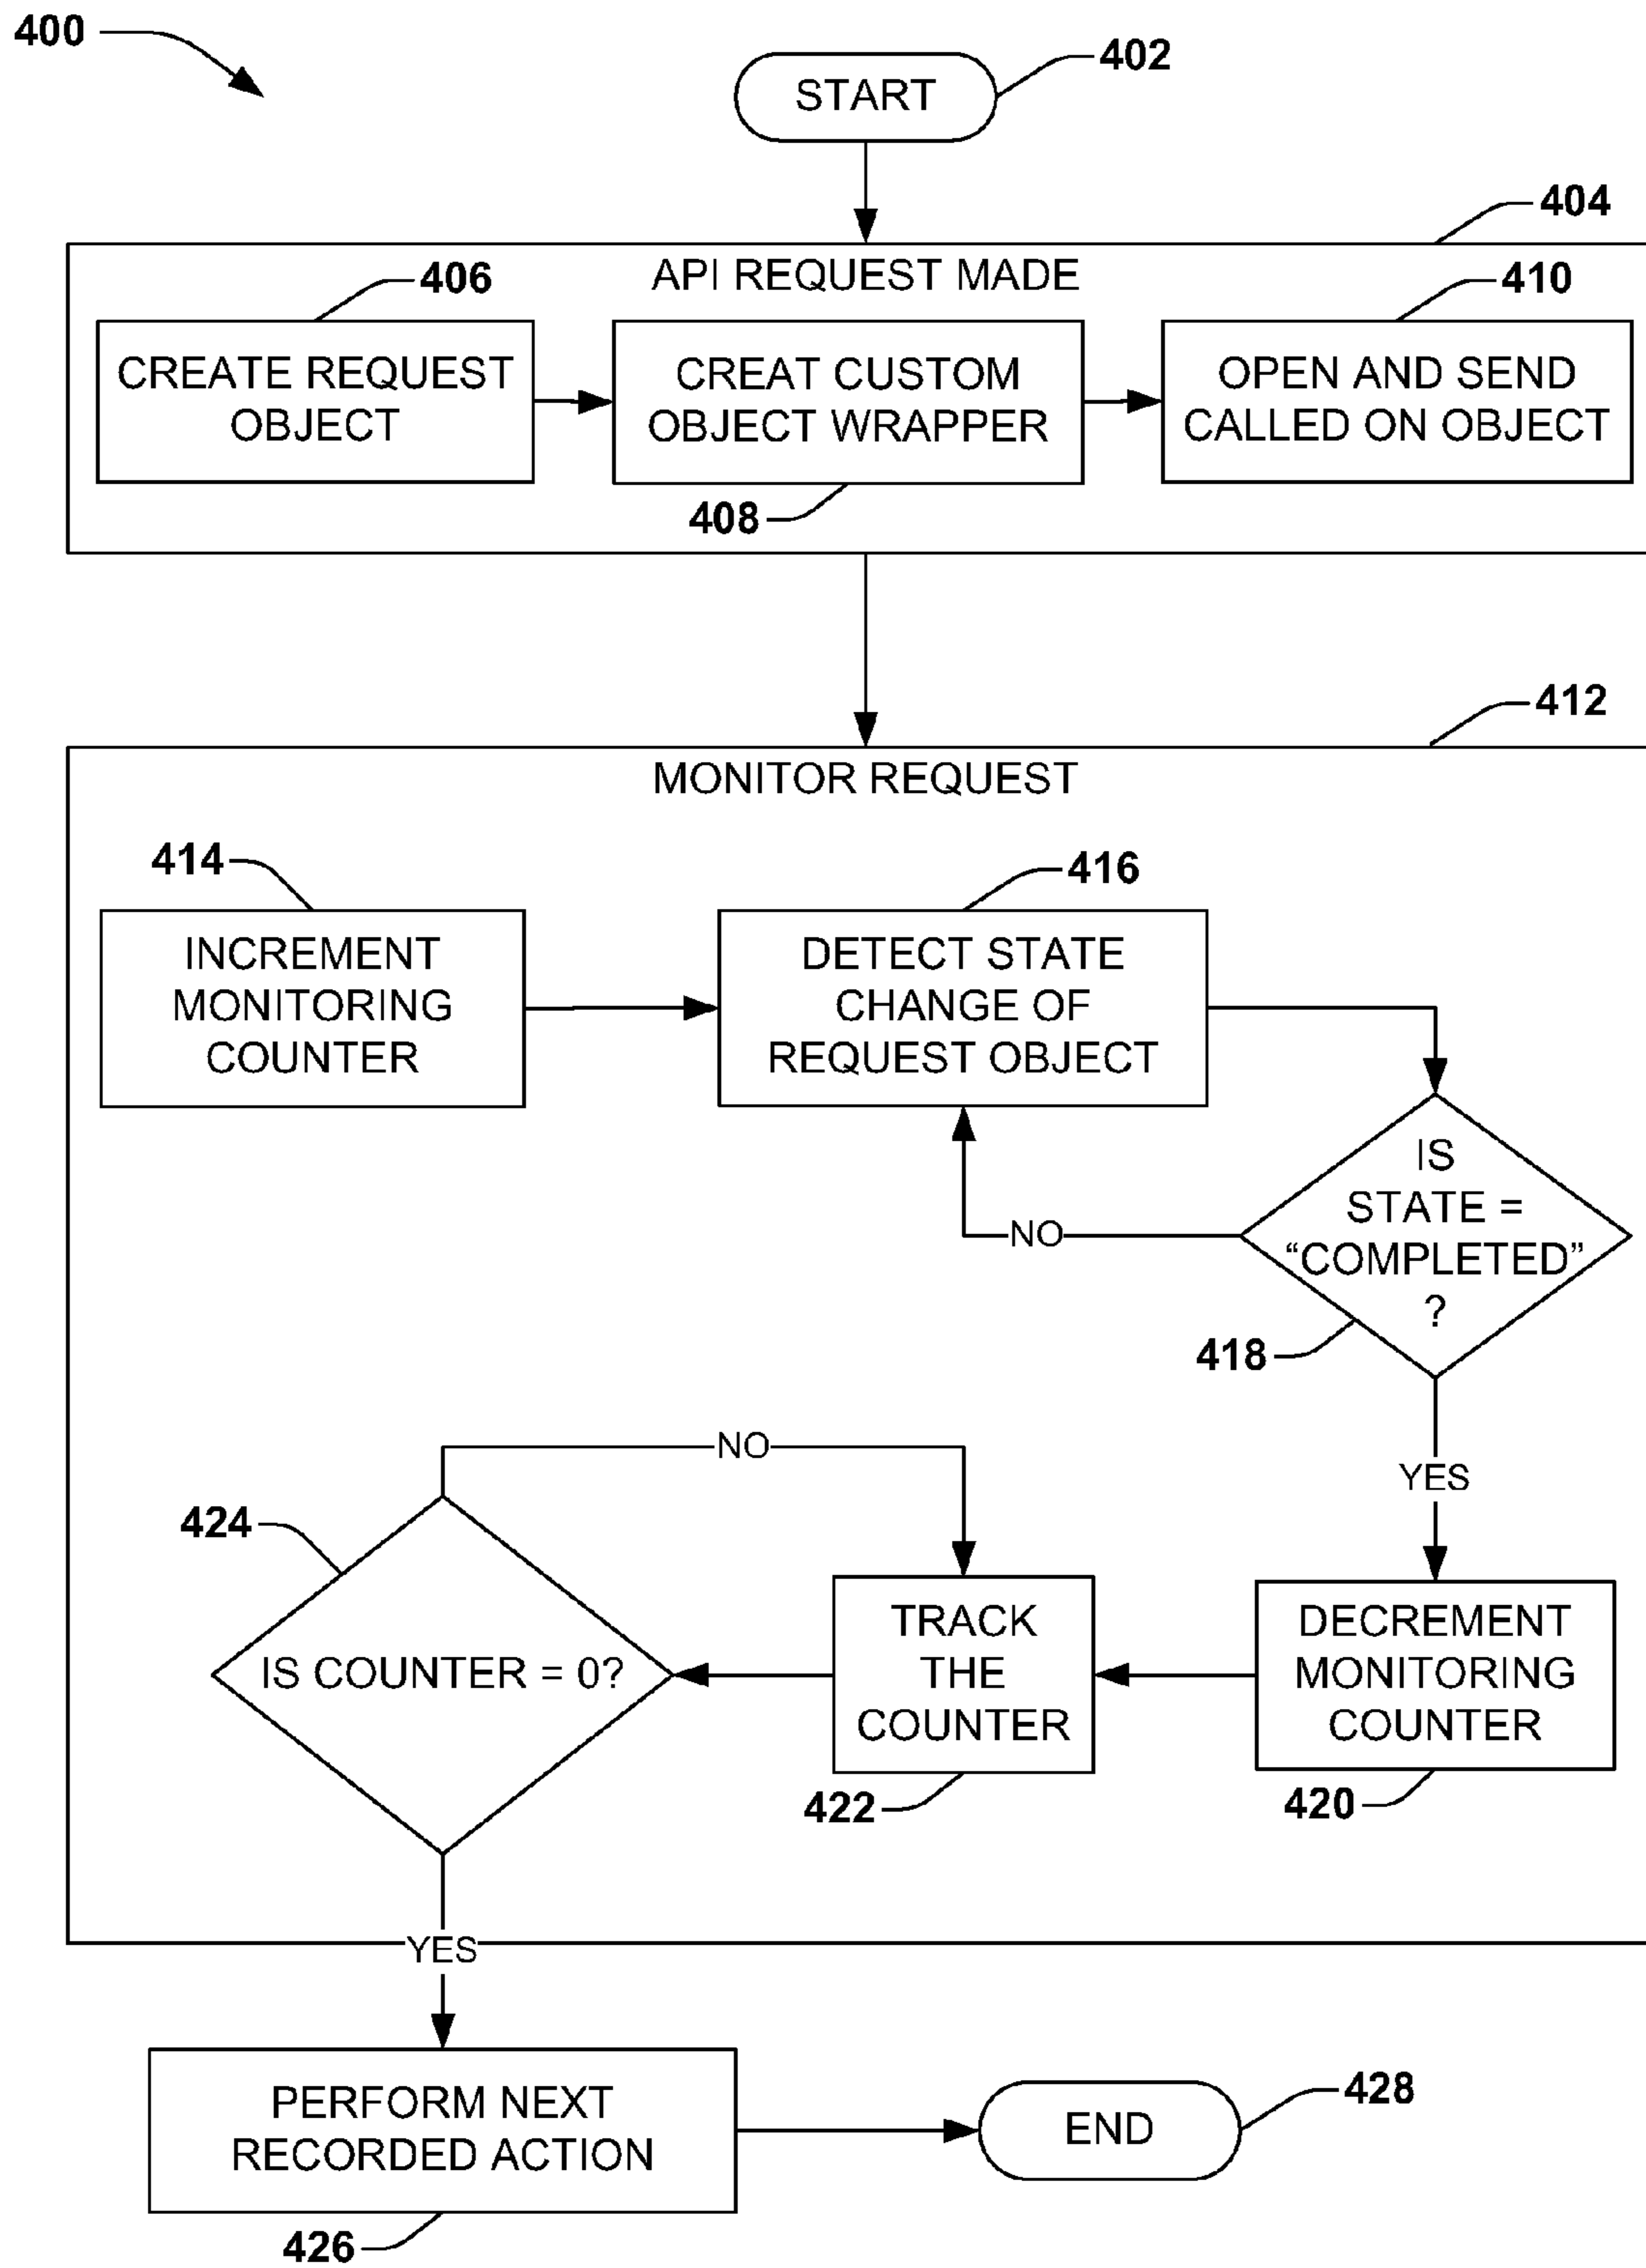 400
START
402
404
API REQUEST MADE
406
410
CREATE REQUEST
OBJECT
CREAT CUSTOM
OBJECT WRAPPER
OPEN AND SEND
CALLED ON OBJECT
408
412
MONITOR REQUEST
414
416
INCREMENT
MONITORING
COUNTER
DETECT STATE
CHANGE OF
REQUEST OBJECT
IS
STATE =
“COMPLETED”
?
NO
418
NO
YES
424
IS COUNTER = 0?
TRACK
THE
COUNTER
DECREMENT
MONITORING
COUNTER
422
420
YES
PERFORM NEXT
RECORDED ACTION
END
428
426